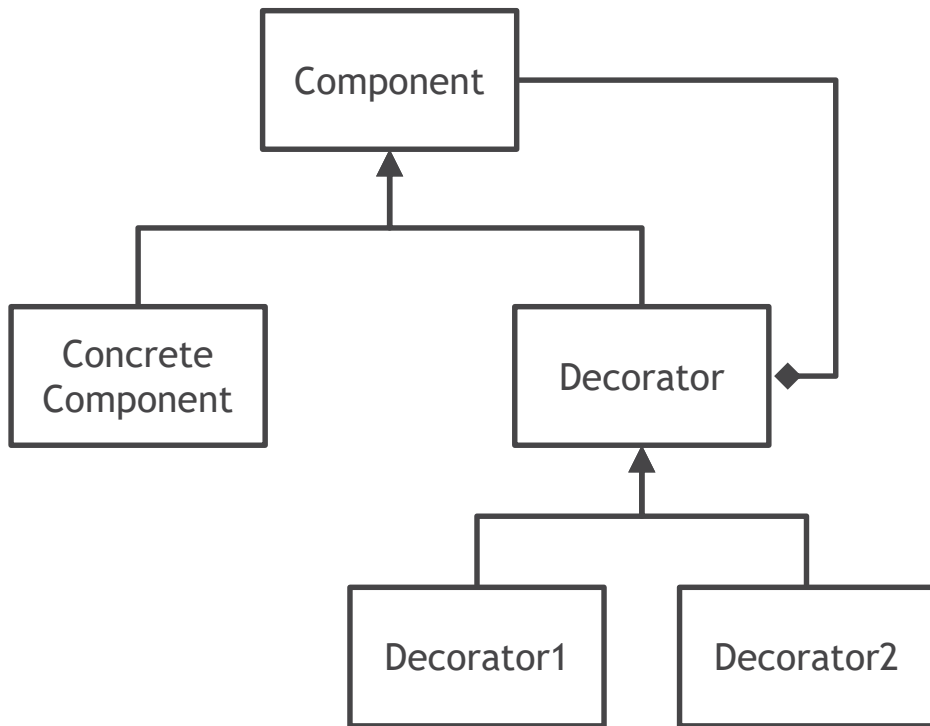 Component
Concrete
Component
Decorator
Decorator1
Decorator2